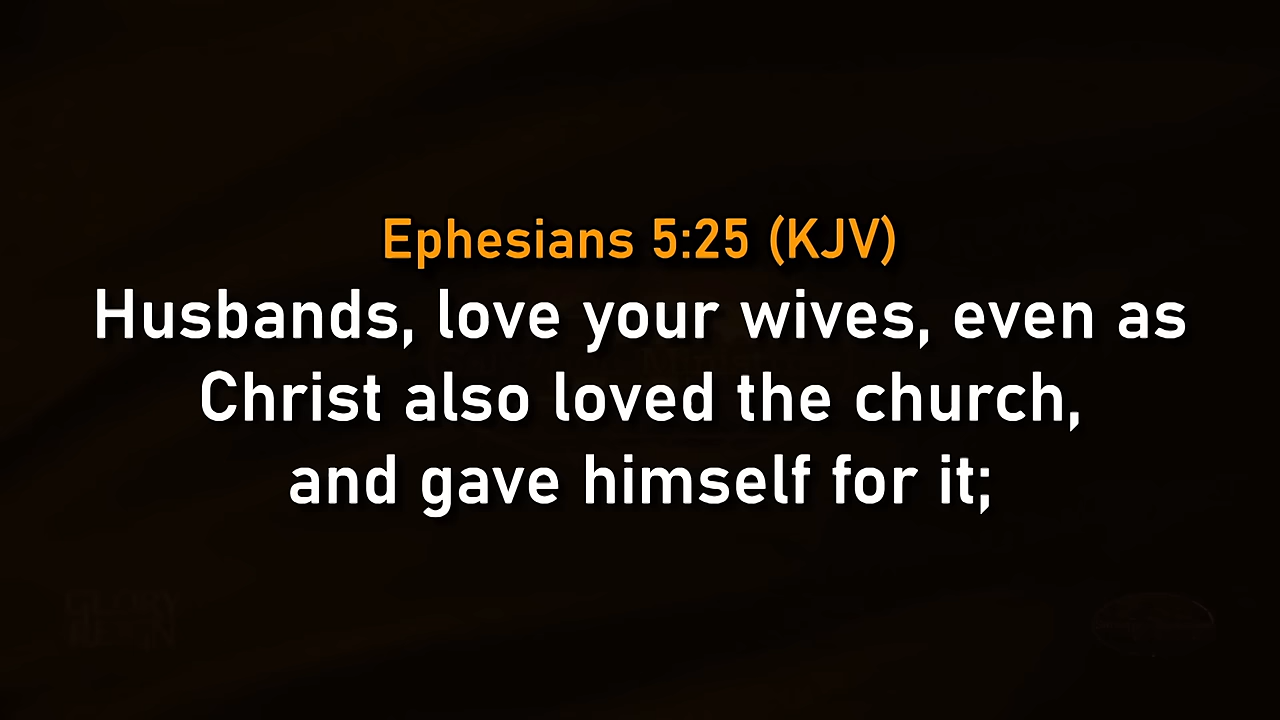 Ephesians 5:25 (KJV)
Husbands, love your wives, even as
Christ also loved the church,
and gave himself for it;